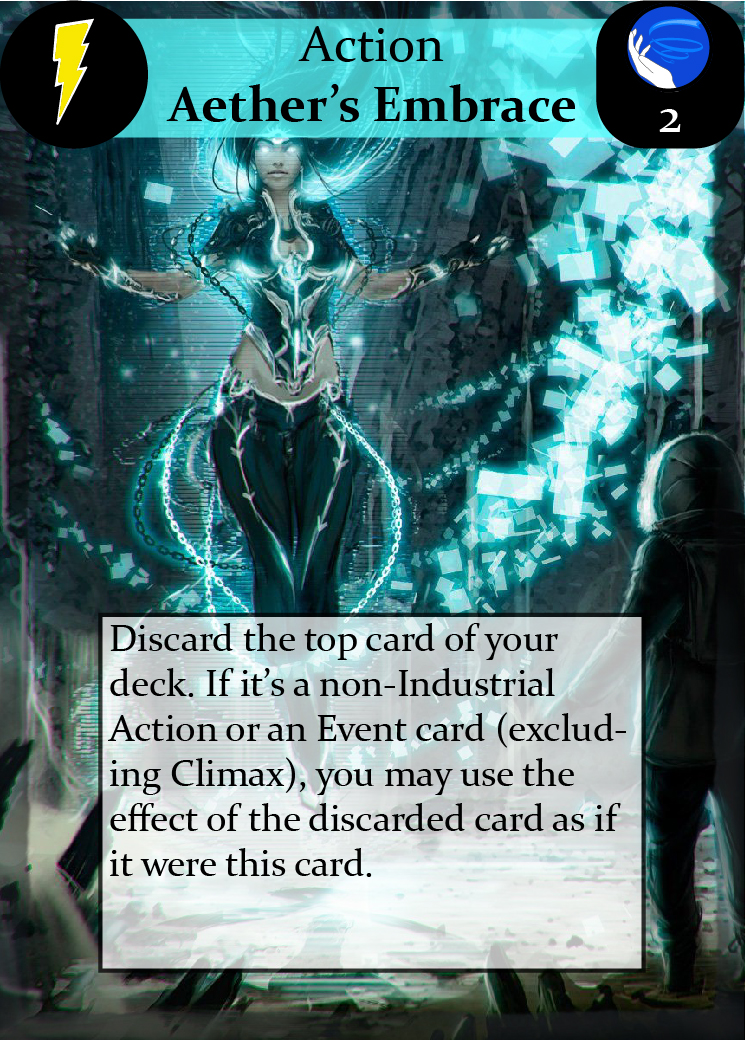 Action
Aether’s Embrace
2
Discard the top card of your
deck. If it’s a non-Industrial
Action or an Event card (exclud-
ing Climax), you may use the
effect of the discarded card as if
it were this card.